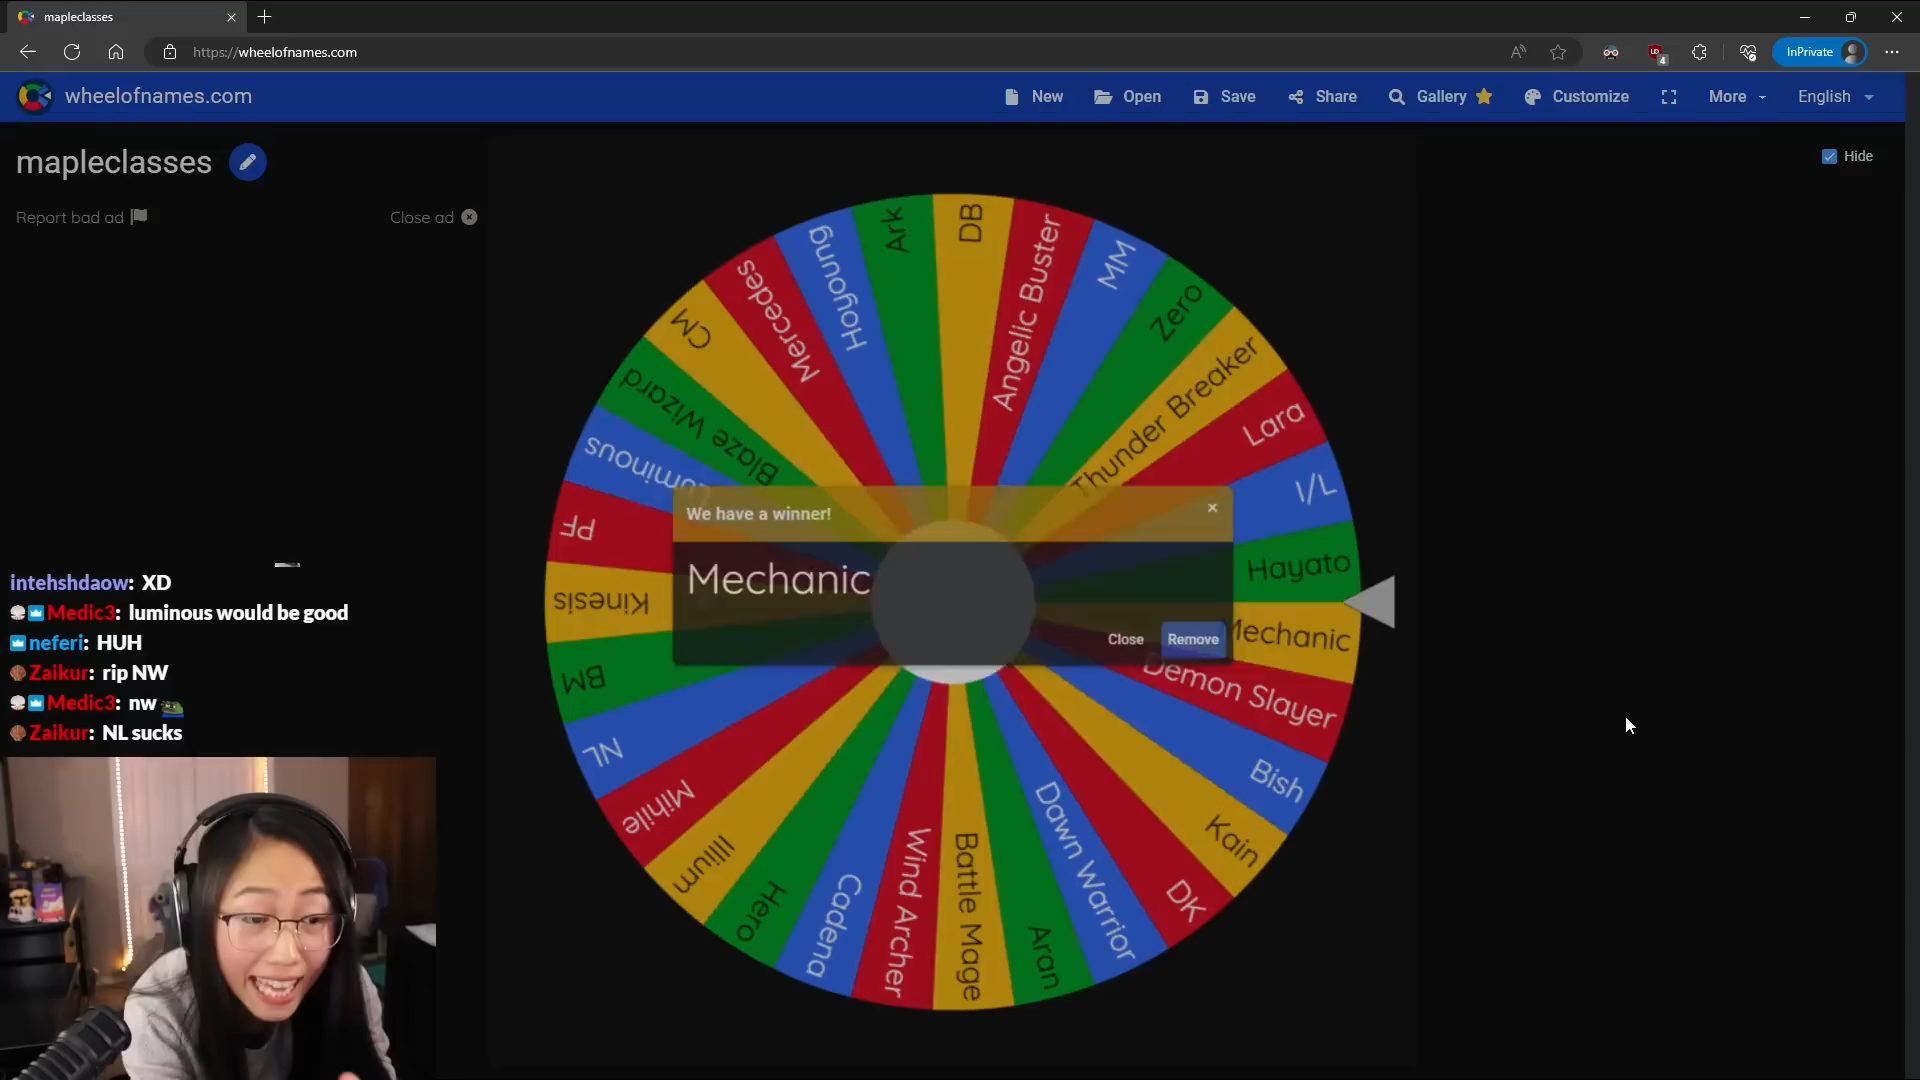 mapleclasses
https://wheelofnames.com
4
InPrivate
wheelofnames.com
New
Open
Save
Share
Gallery
Customize
More
English
mapleclasses
Hide
Report bad ad
Close ad
DB
Angelic Buster
MM
Zero
Thunder Breaker
Lara
I/L
Hayato
Mechanic
Demon Slayer
Bish
Kain
DK
Dawn Warrior
Aran
Battle Mage
Wind Archer
Cadena
Hero
Illium
Mihile
NL
BM
Kinesis
PF
Luminous
Blaze Wizard
CM
Mercedes
Hoyoung
Ark
We have a winner!
Mechanic
Close
Remove
intehshdaow: XD
Medic3: luminous would be good
neferi: HUH
Zaikur: rip NW
Medic3: nw
Zaikur: NL sucks